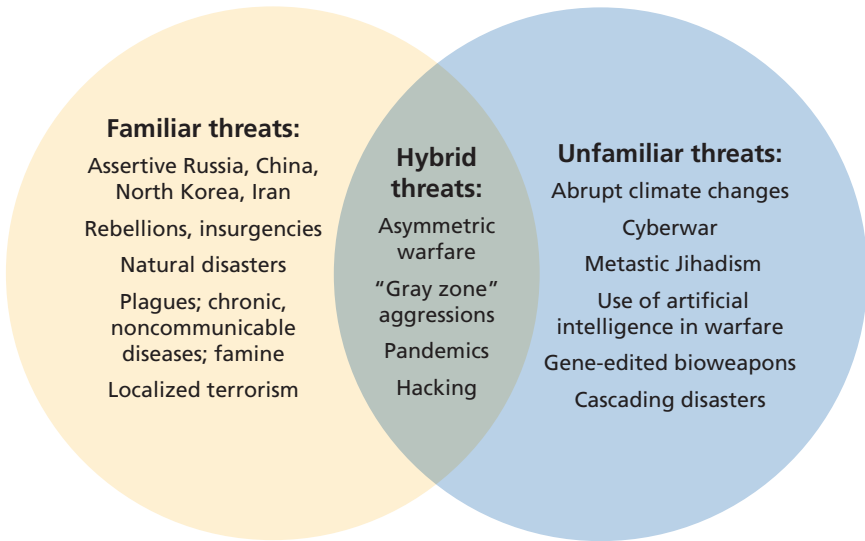 Familiar threats:
Assertive Russia, China,
North Korea, Iran
Rebellions, insurgencies
Natural disasters
Plagues; chronic,
noncommunicable
diseases; famine
Localized terrorism
Hybrid
threats:
Asymmetric
warfare
“Gray zone”
aggressions
Pandemics
Hacking
Unfamiliar threats:
Abrupt climate changes
Cyberwar
Metastic Jihadism
Use of artificial
intelligence in warfare
Gene-edited bioweapons
Cascading disasters